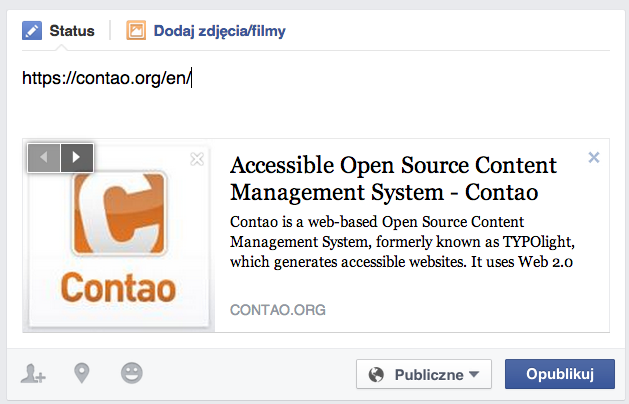 Status Dodaj zdjęcia/filmy
https://contao.org/en/
Accessible Open Source Content
Management System - Contao
Contao is a web-based Open Source Content
Management System, formerly known as TYPOlight,
which generates accessible websites. It uses Web 2.0
Contao
CONTAO.ORG
Publiczne Opublikuj